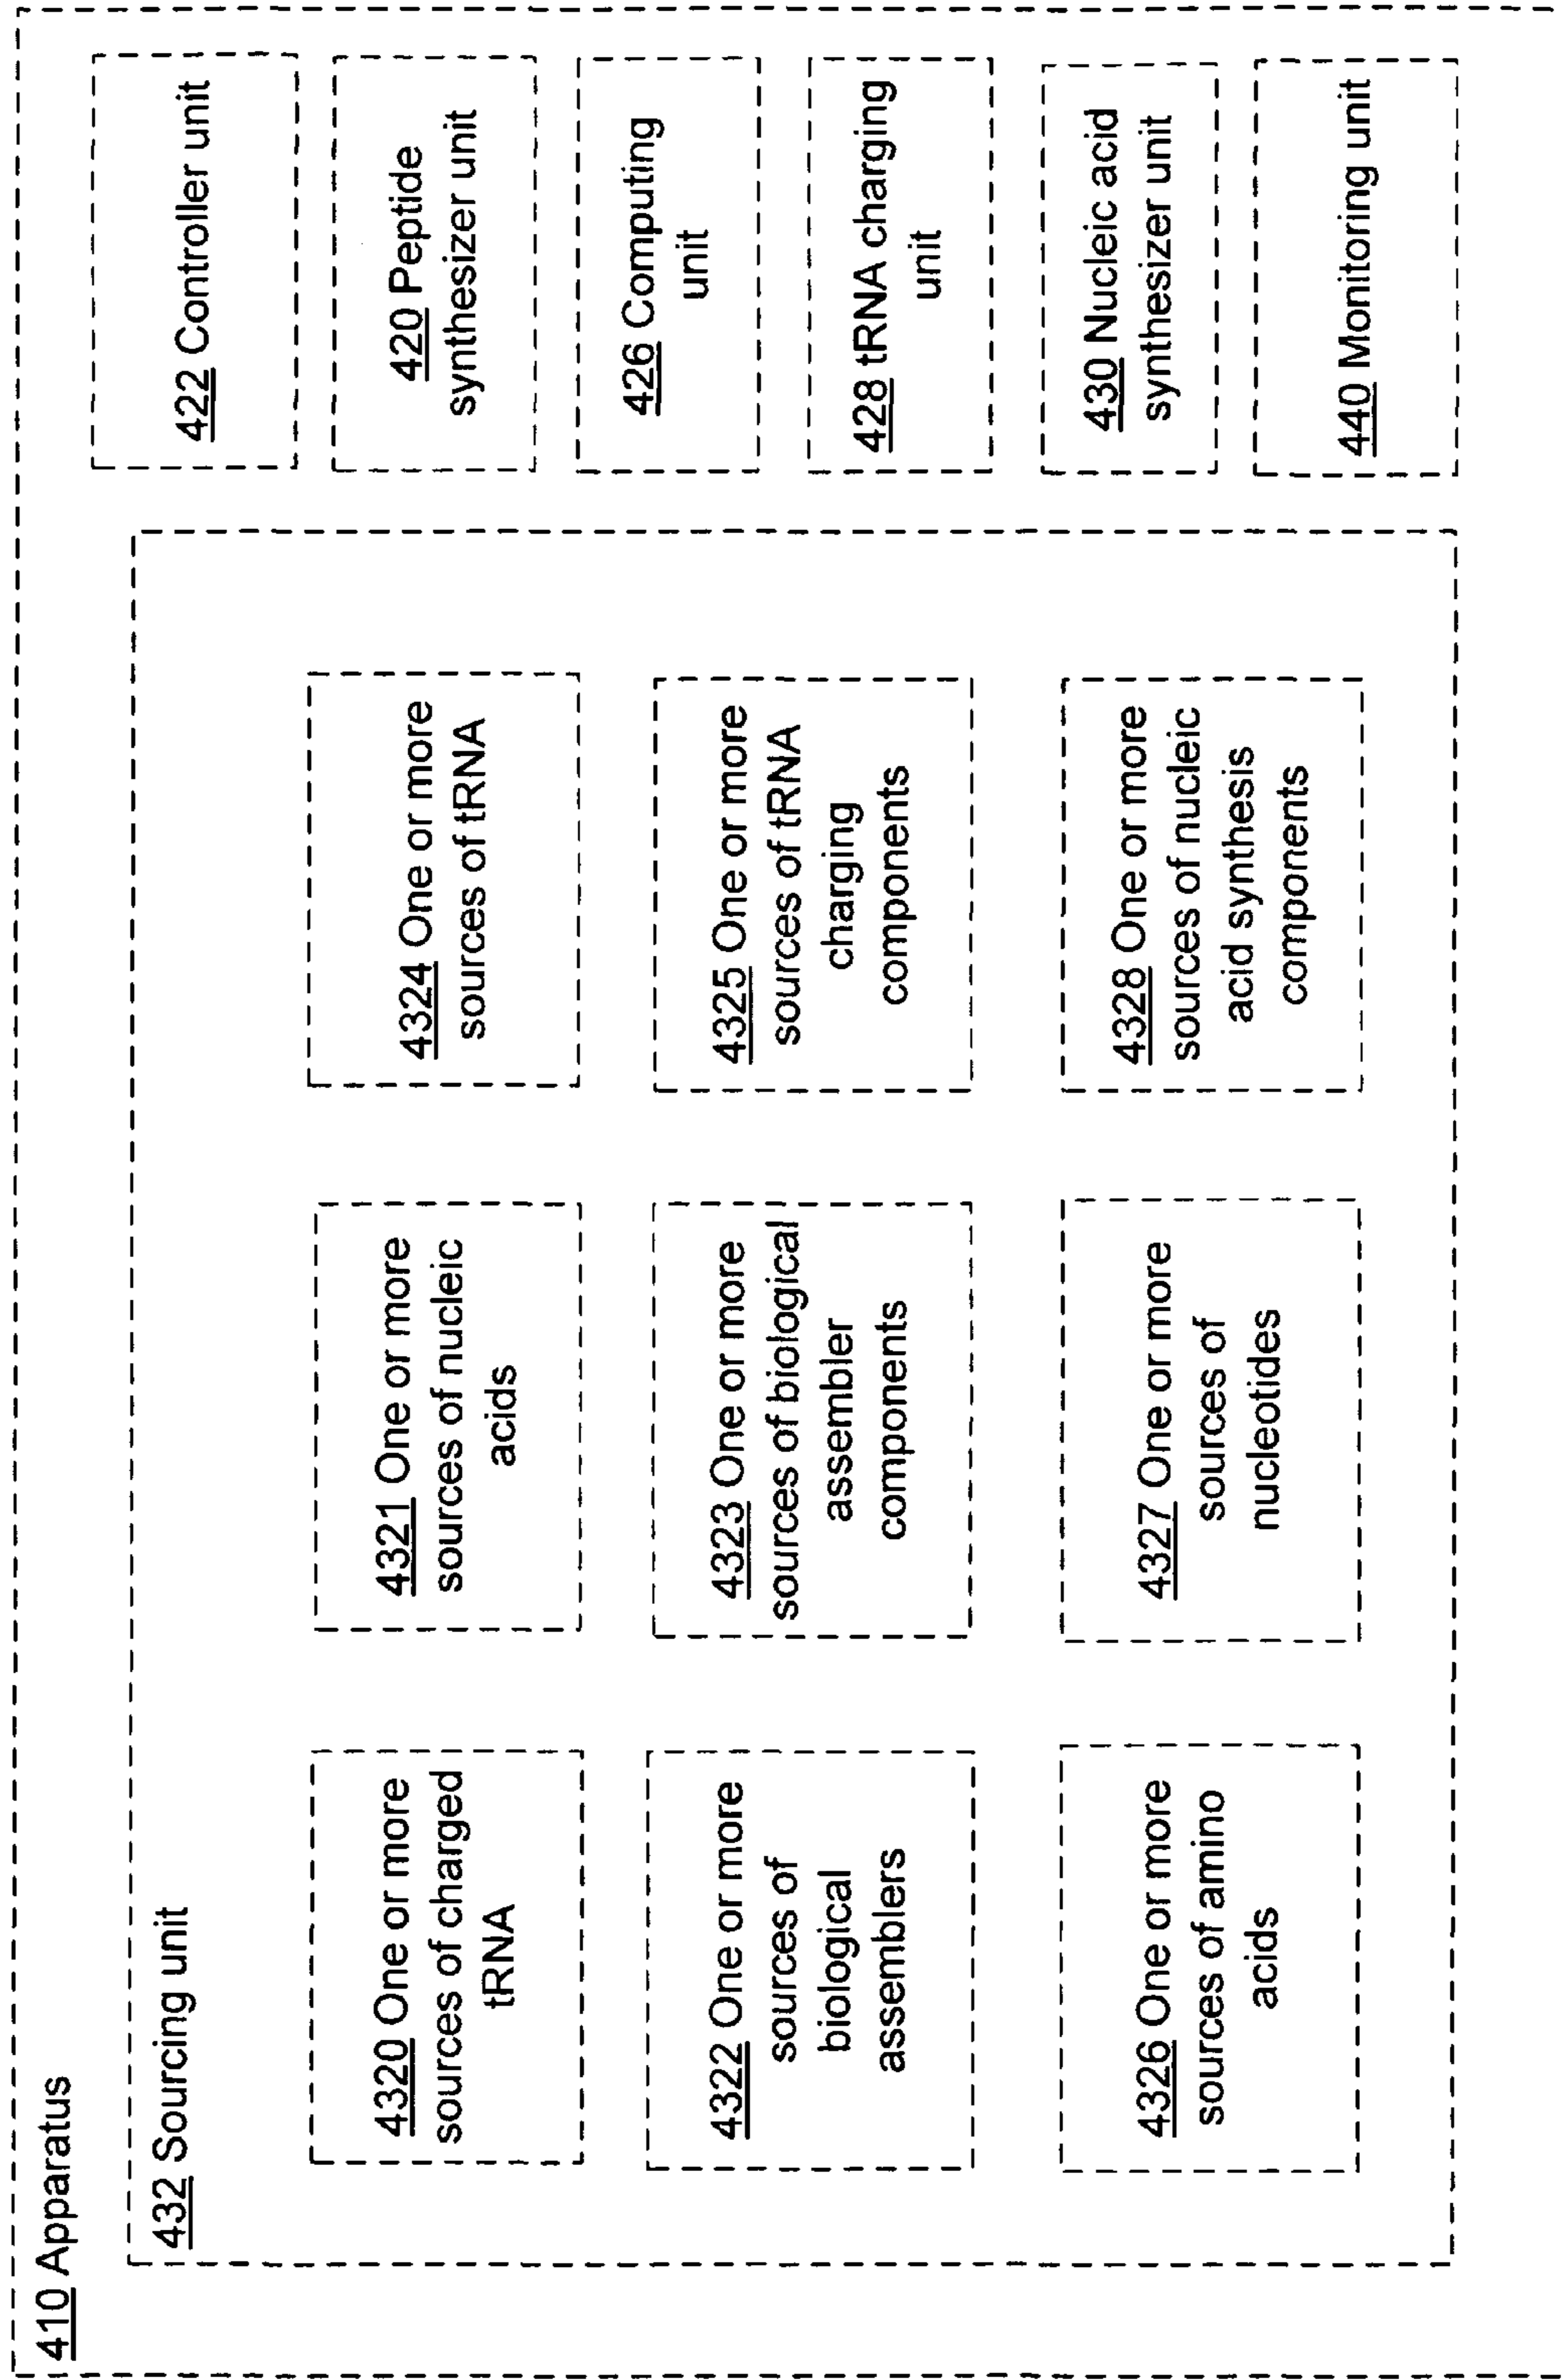 410 Apparatus
432 Sourcing unit
4320 One or more
sources of charged
tRNA
4321 One or more
sources of nucleic
acids
4324 One or more
sources of tRNA
4322 One or more
sources of
biological
assemblers
4323 One or more
sources of biological
assembler
components
4325 One or more
sources of tRNA
charging
components
4326 One or more
sources of amino
acids
4327 One or more
sources of
nucleotides
4328 One or more
sources of nucleic
acid synthesis
components
422 Controller unit
420 Peptide
synthesizer unit
426 Computing
unit
428 tRNA charging
unit
430 Nucleic acid
synthesizer unit
440 Monitoring unit